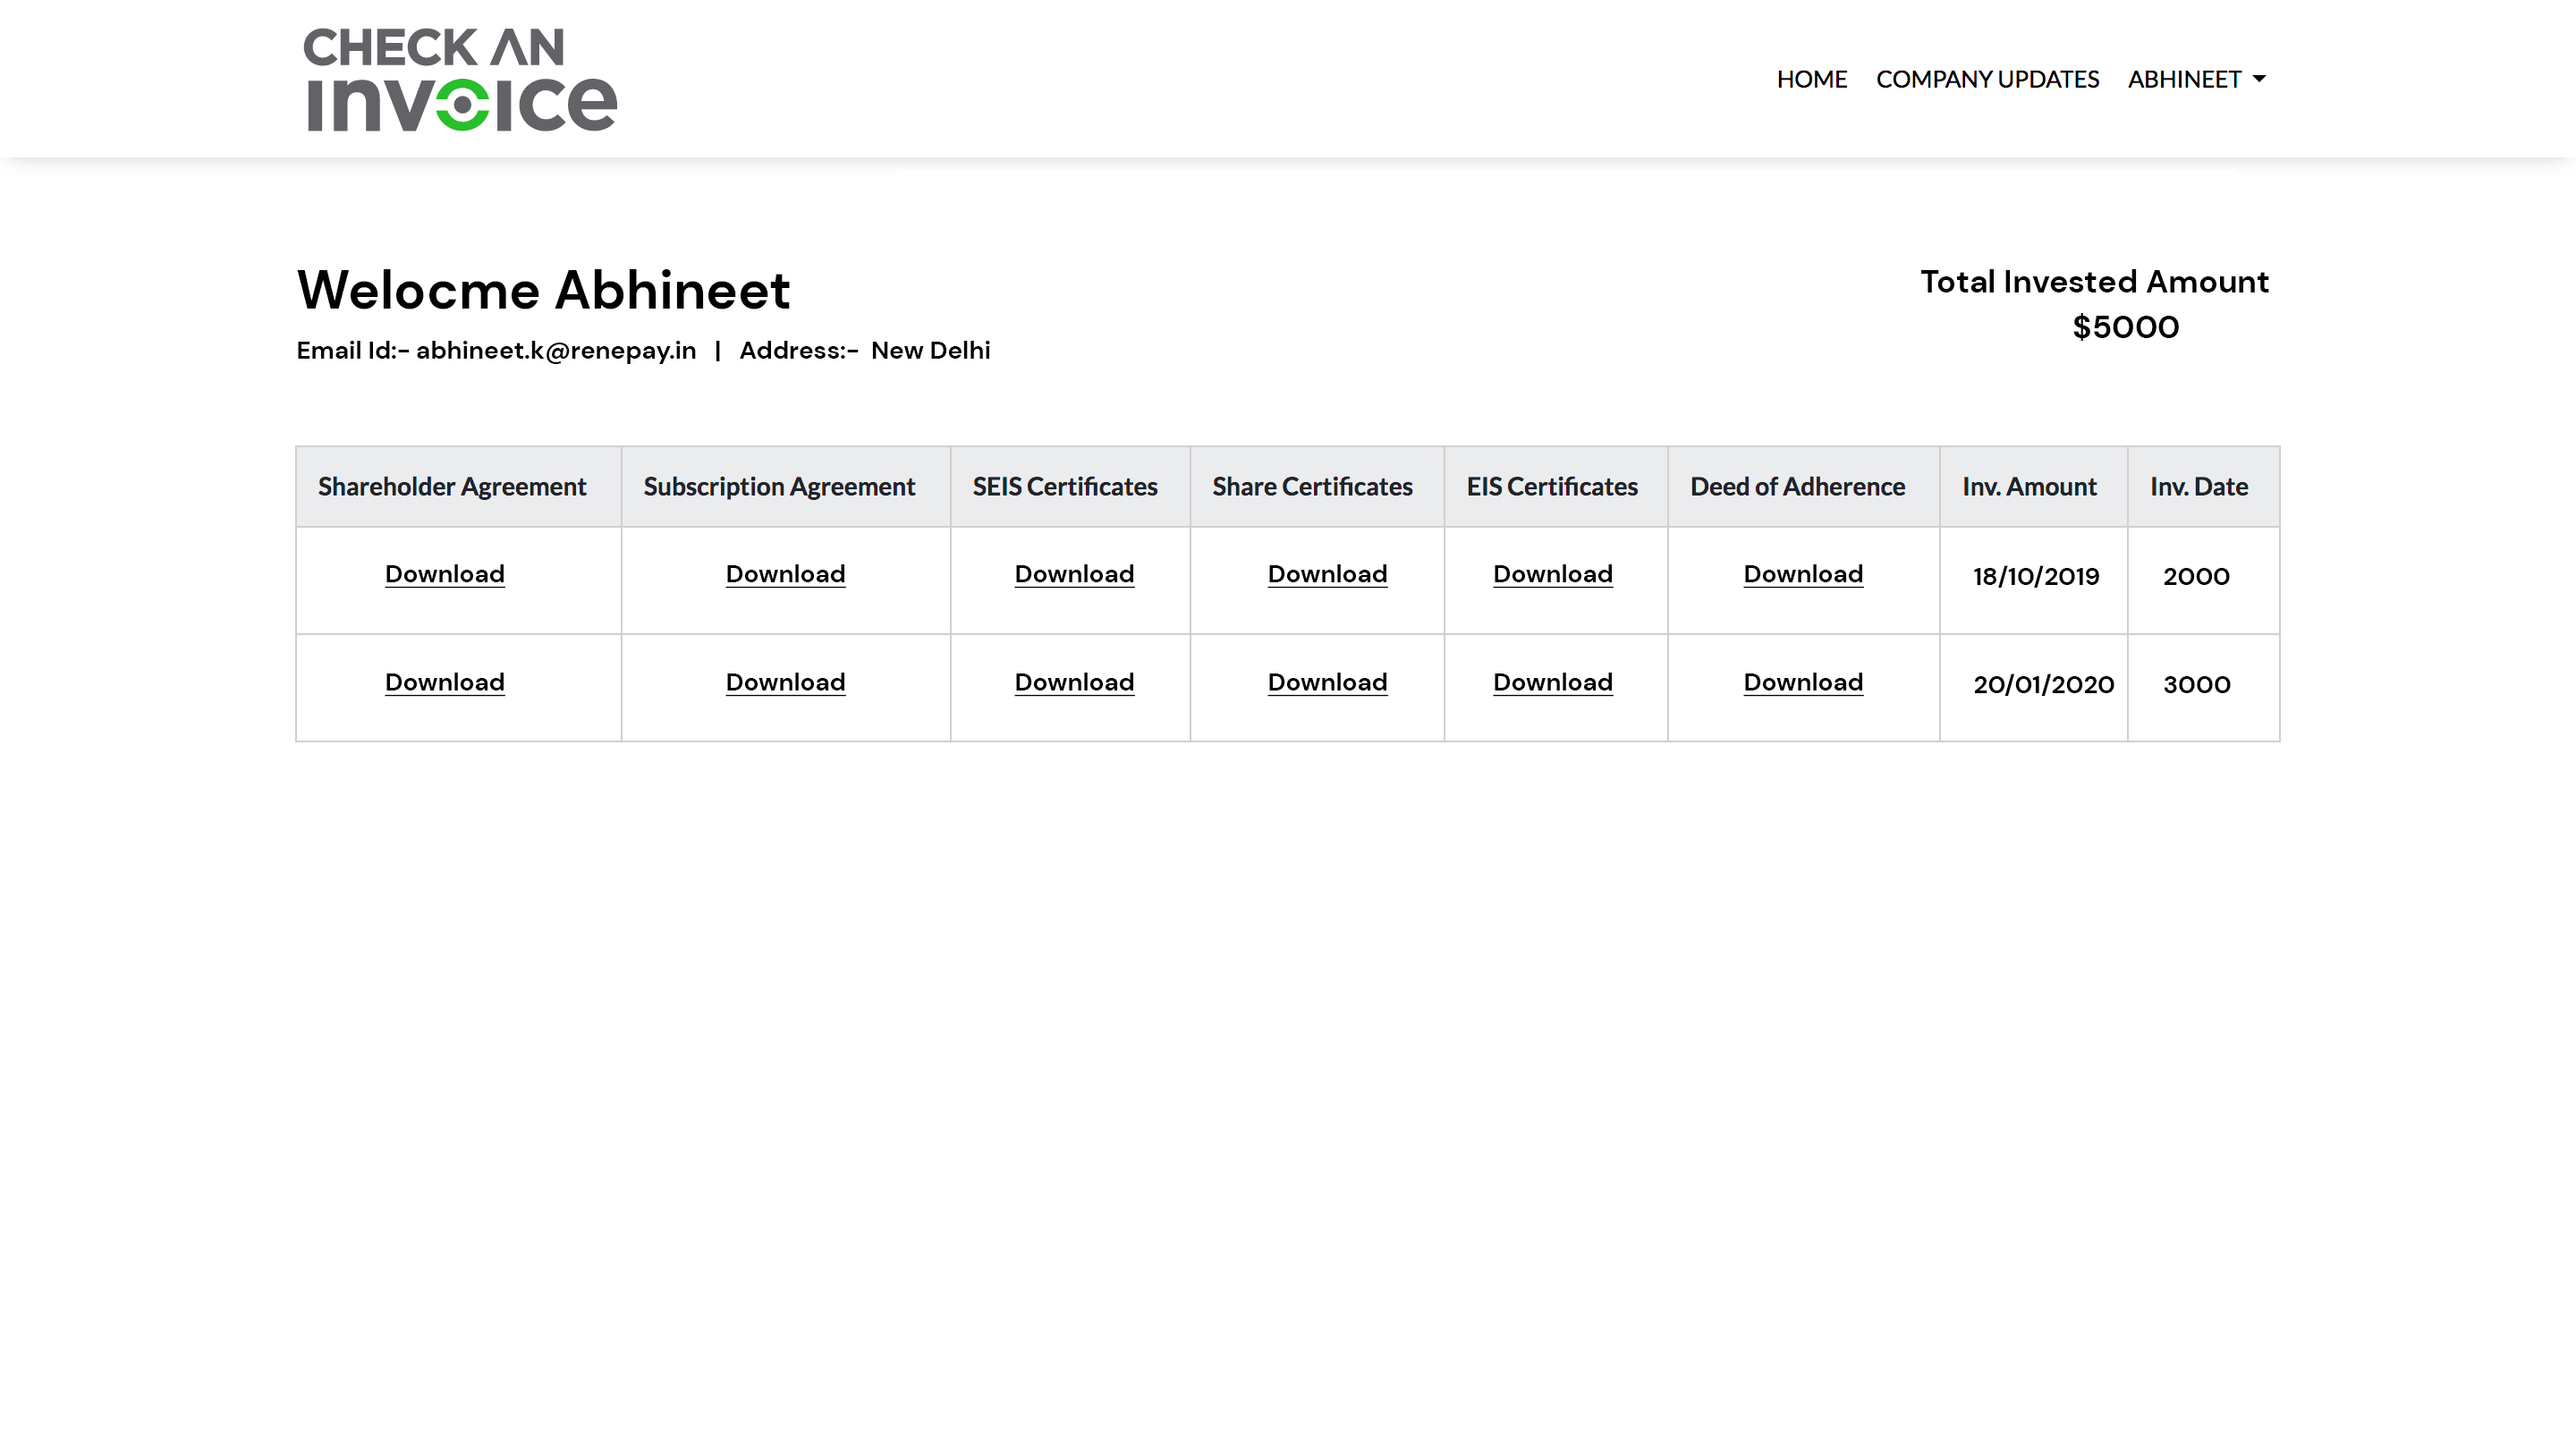 CHECK AN
invoice
HOME COMPANY UPDATES ABHINEET
Welocme Abhineet
Email Id:- abhineet.k@renepay.in | Address:- New Delhi
Total Invested Amount
$5000
Shareholder Agreement Subscription Agreement SEIS Certificates Share Certificates EIS Certificates Deed of Adherence Inv. Amount Inv. Date
Download Download Download Download Download Download 18/10/2019 2000
Download Download Download Download Download Download 20/01/2020 3000